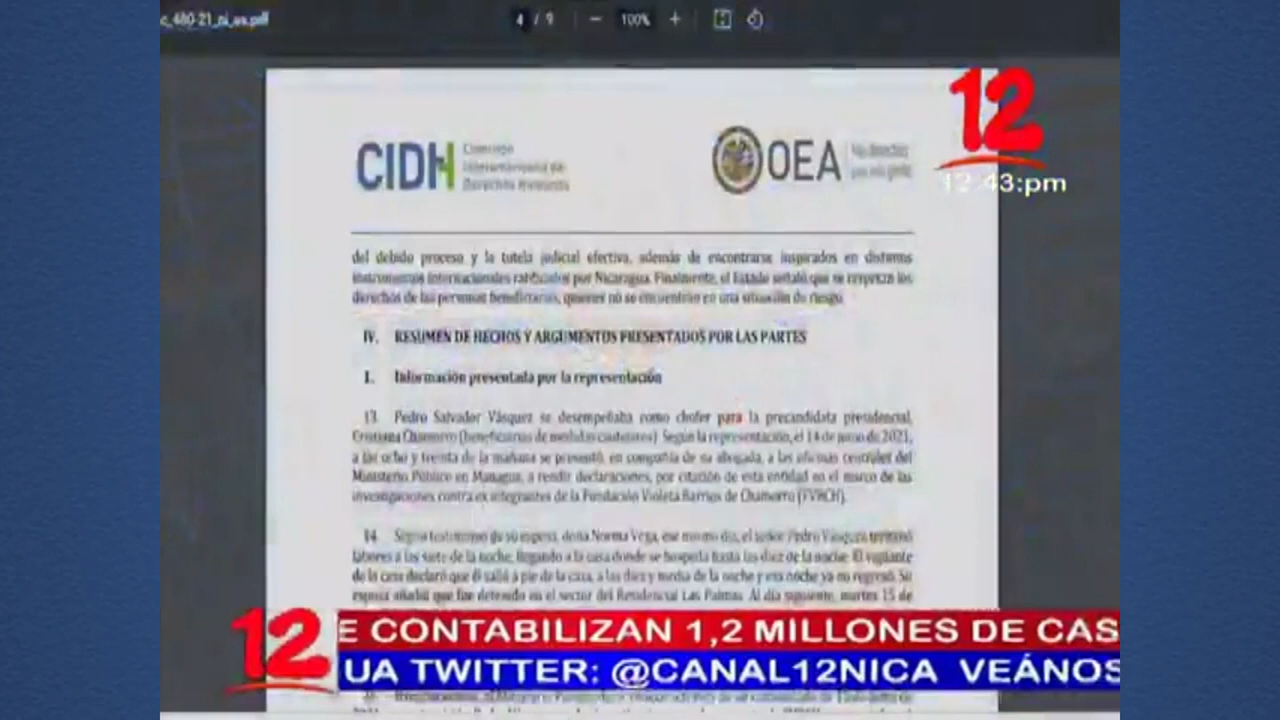 c_480-21_ni_es.pdf
4 / 9
100%
12
12:43:pm
CIDH
Comisión
Interamericana de
Derechos Humanos
OEA
Más derechos
para más gente
del debido proceso y la tutela judicial efectiva, además de encontrarse inspirados en distintos
instrumentos internacionales ratificados por Nicaragua. Finalmente, el Estado señaló que se respetan los
derechos de las personas beneficiarias, quienes no se encuentran en una situación de riesgo
IV. RESUMEN DE HECHOS Y ARGUMENTOS PRESENTADOS POR LAS PARTES
1. Información presentada por la representación
13. Pedro Salvador Vásquez se desempeñaba como chofer para la precandidata presidencial,
Cristiana Chamorro (beneficiarias de medidas cautelares). Según la representación, el 14 de junio de 2021,
a las ocho y treinta de la mañana se presentó, en compañía de su abogada, a las oficinas centrales del
Ministerio Público en Managua, a rendir declaraciones, por citación de esta entidad en el marco de las
investigaciones contra ex integrantes de la Fundación Violeta Barrios de Chamorro (FVBCH).
14. Según testimonio de su esposa, doña Norma Vega, ese mismo día, el señor Pedro Vásquez terminó
labores a las siete de la noche, llegando a la casa donde se hospeda hasta las diez de la noche. El vigilante
de la casa declaró que él salió a pie de la casa, a las diez y media de la noche y esa noche ya no regresó. Su
esposa añadió que fue detenido en el sector del Residencial Las Palmas. Al día siguiente, martes 15 de
12
E CONTABILIZAN 1,2 MILLONES DE CAS
UA TWITTER: @CANAL12NICA VEÁNOS